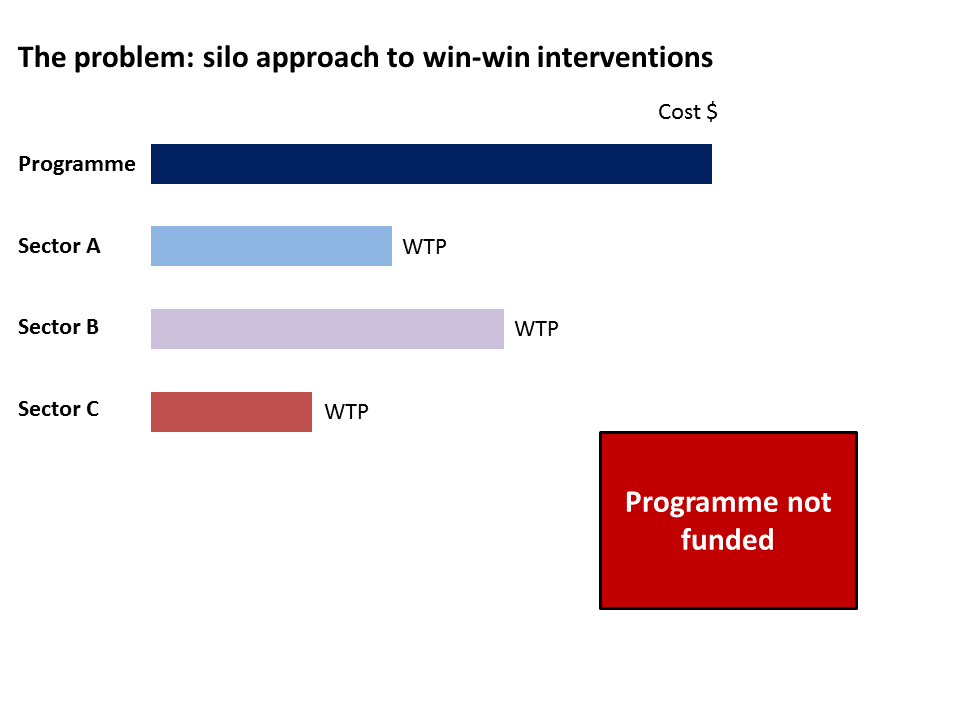 The problem: silo approach to win-win interventions
Cost $
Programme
Sector A
WTP
Sector B
WTP
Sector C
WTP
Programme not
funded